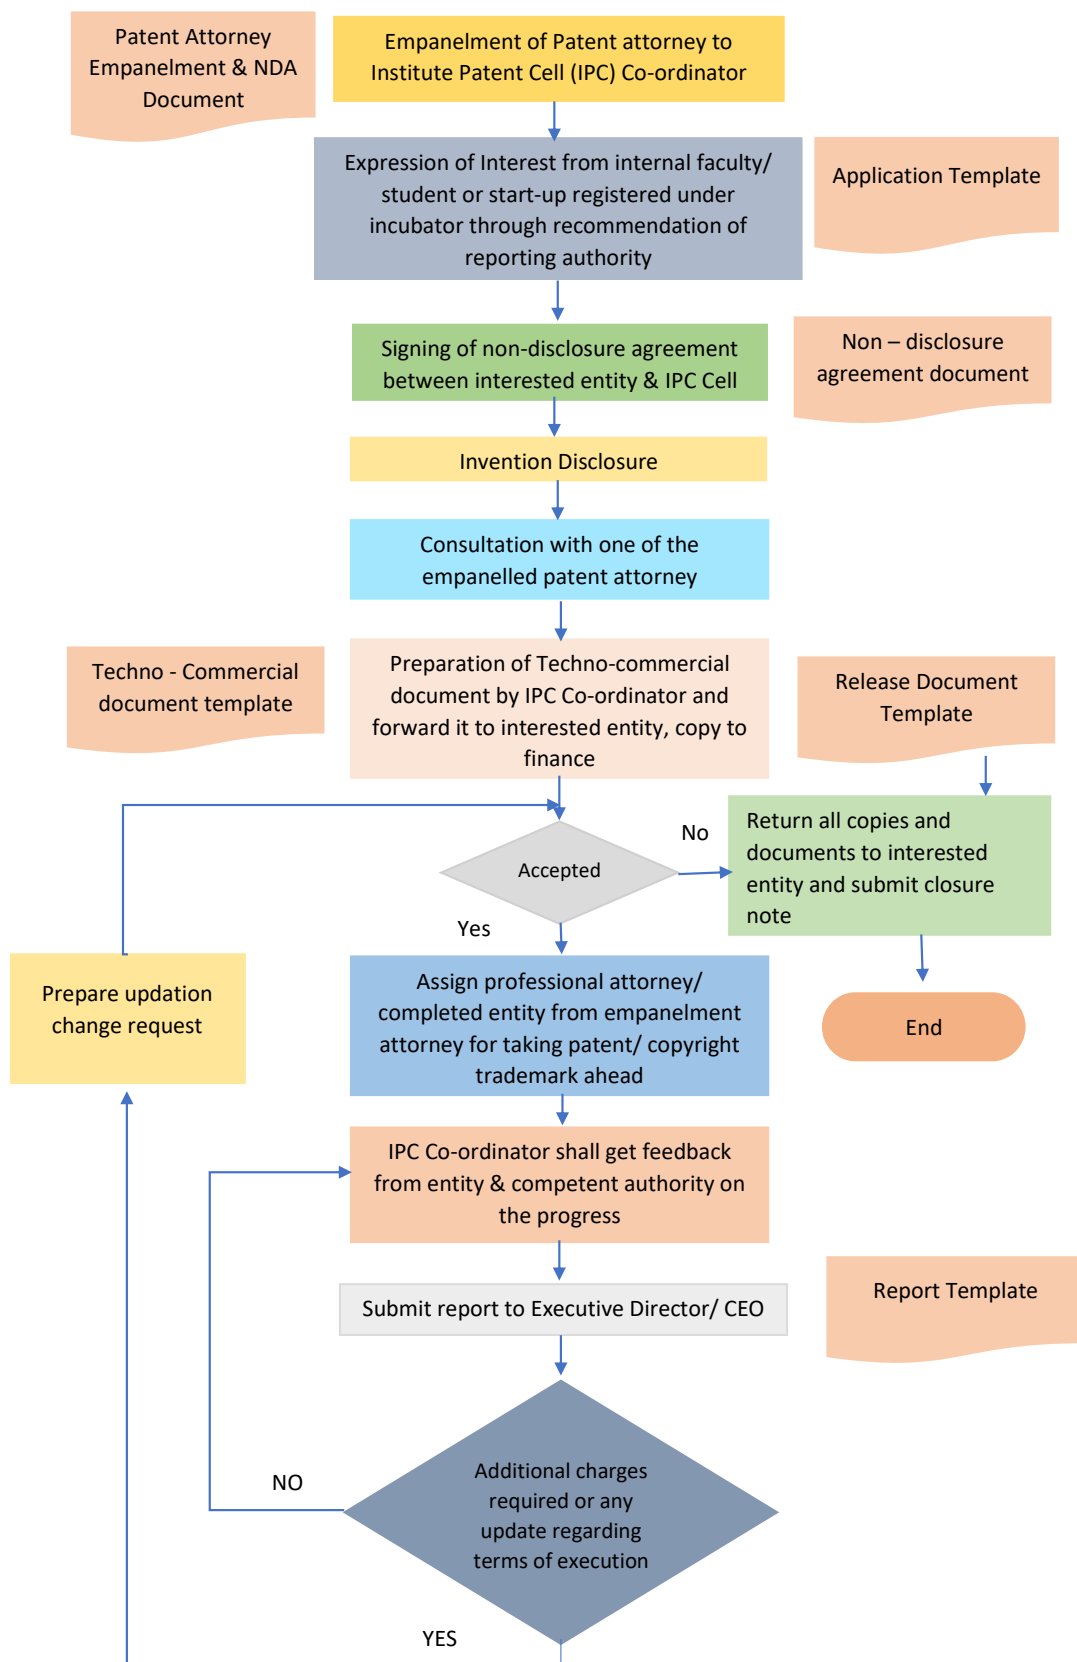 Patent Attorney
Empanelment & NDA
Document
Empanelment of Patent attorney to
Institute Patent Cell (IPC) Co-ordinator
Expression of Interest from internal faculty/
student or start-up registered under
incubator through recommendation of
reporting authority
Application Template
Signing of non-disclosure agreement
between interested entity & IPC Cell
Non – disclosure
agreement document
Invention Disclosure
Consultation with one of the
empanelled patent attorney
Techno - Commercial
document template
Preparation of Techno-commercial
document by IPC Co-ordinator and
forward it to interested entity, copy to
finance
Release Document
Template
Accepted
No
Return all copies and
documents to interested
entity and submit closure
note
Yes
Prepare updation
change request
Assign professional attorney/
completed entity from empanelment
attorney for taking patent/ copyright
trademark ahead
End
IPC Co-ordinator shall get feedback
from entity & competent authority on
the progress
Submit report to Executive Director/ CEO
Report Template
NO
Additional charges
required or any
update regarding
terms of execution
YES